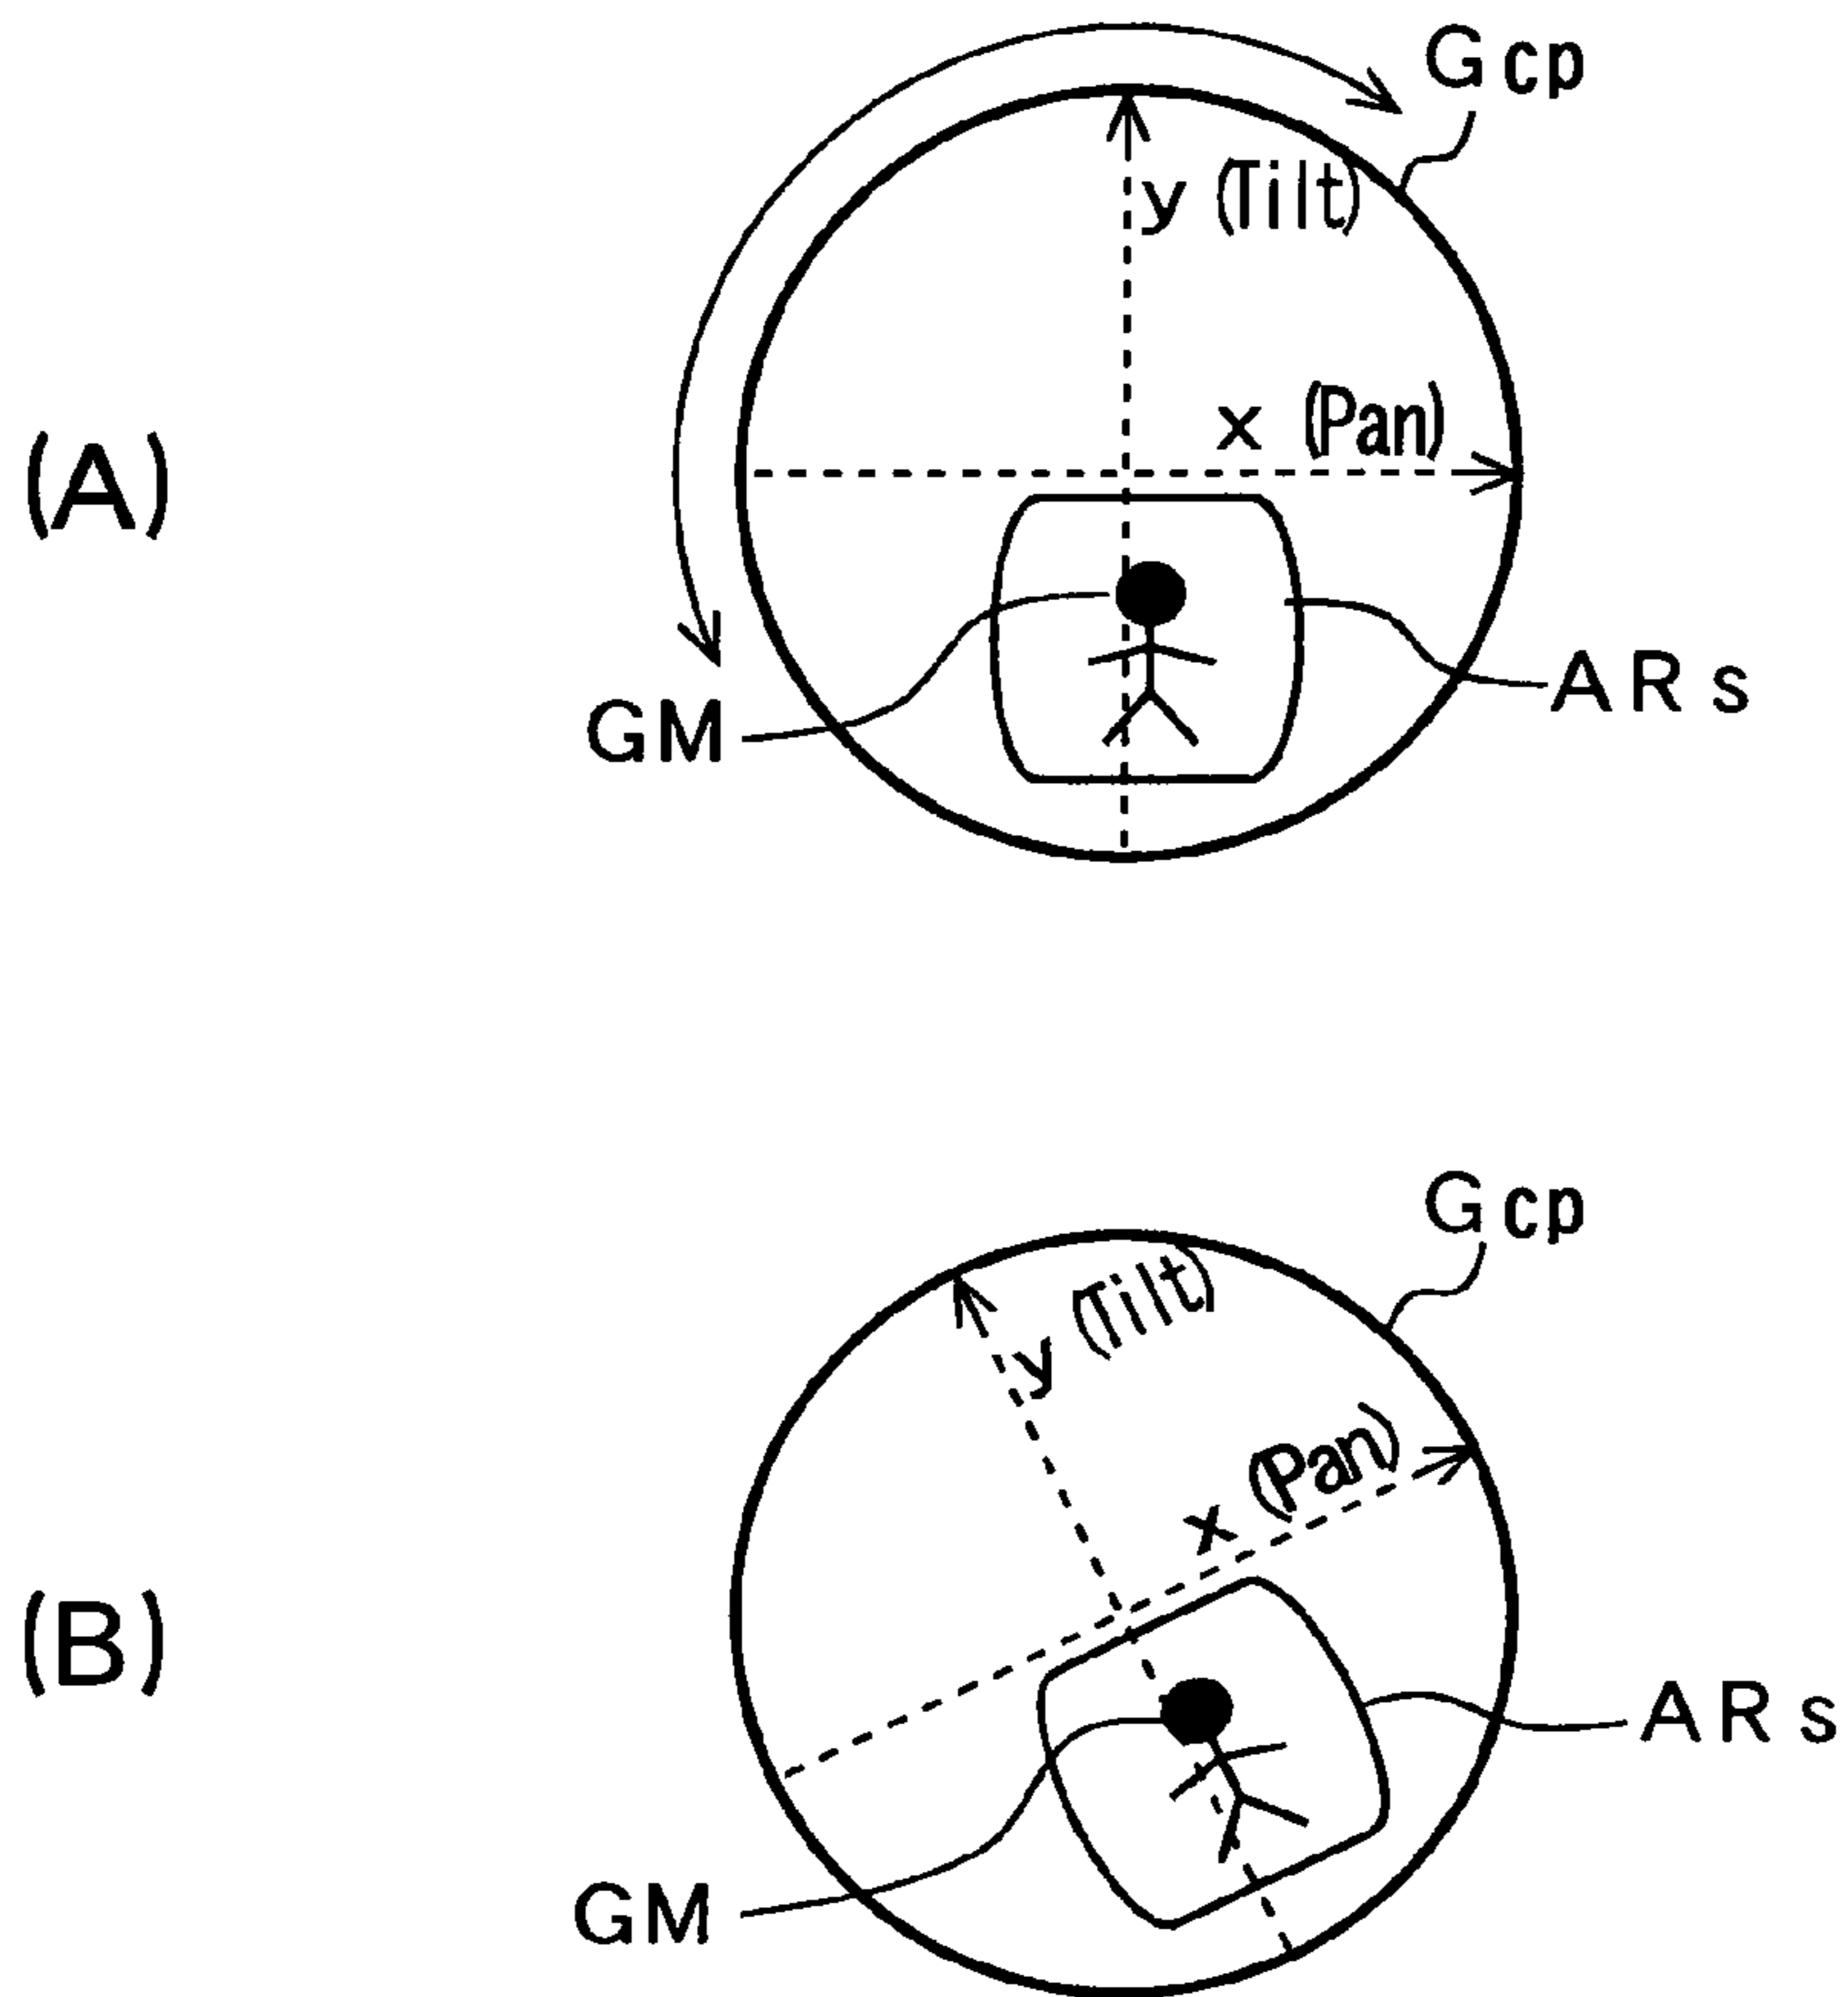 Gcp
y (Tilt)
x (Pan)
(A)
ARs
GM
Gcp
y (Tilt)
x (Pan)
(B)
ARs
GM